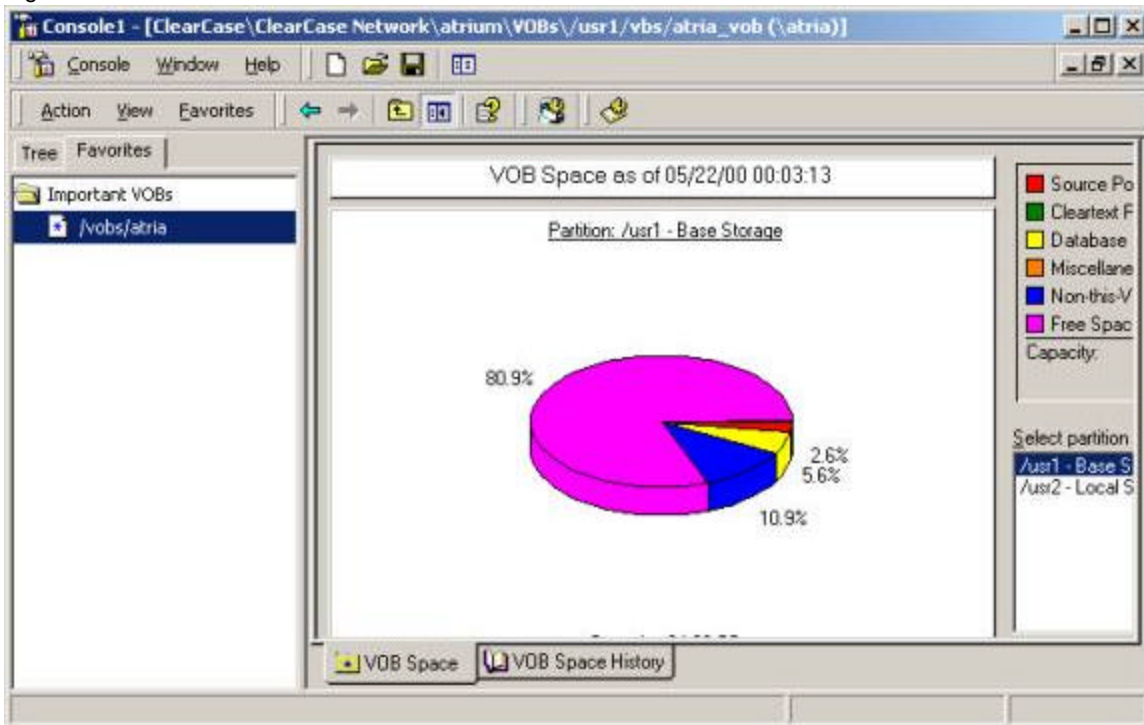 Console1 - [ClearCase\ClearCase Network\atrium\VOBs\/usr1/vbs/atria_vob (\atria)]
Console Window Help
Action View Favorites
Tree Favorites
Important VOBs
/vobs/atria
VOB Space as of 05/22/00 00:03:13
Partition: /usr1 - Base Storage
80.9%
2.6%
5.6%
10.9%
Source Po
Cleartext F
Database
Miscellane
Non-this-V
Free Spac
Capacity:
Select partition
/usr1 - Base S
/usr2 - Local S
VOB Space VOB Space History